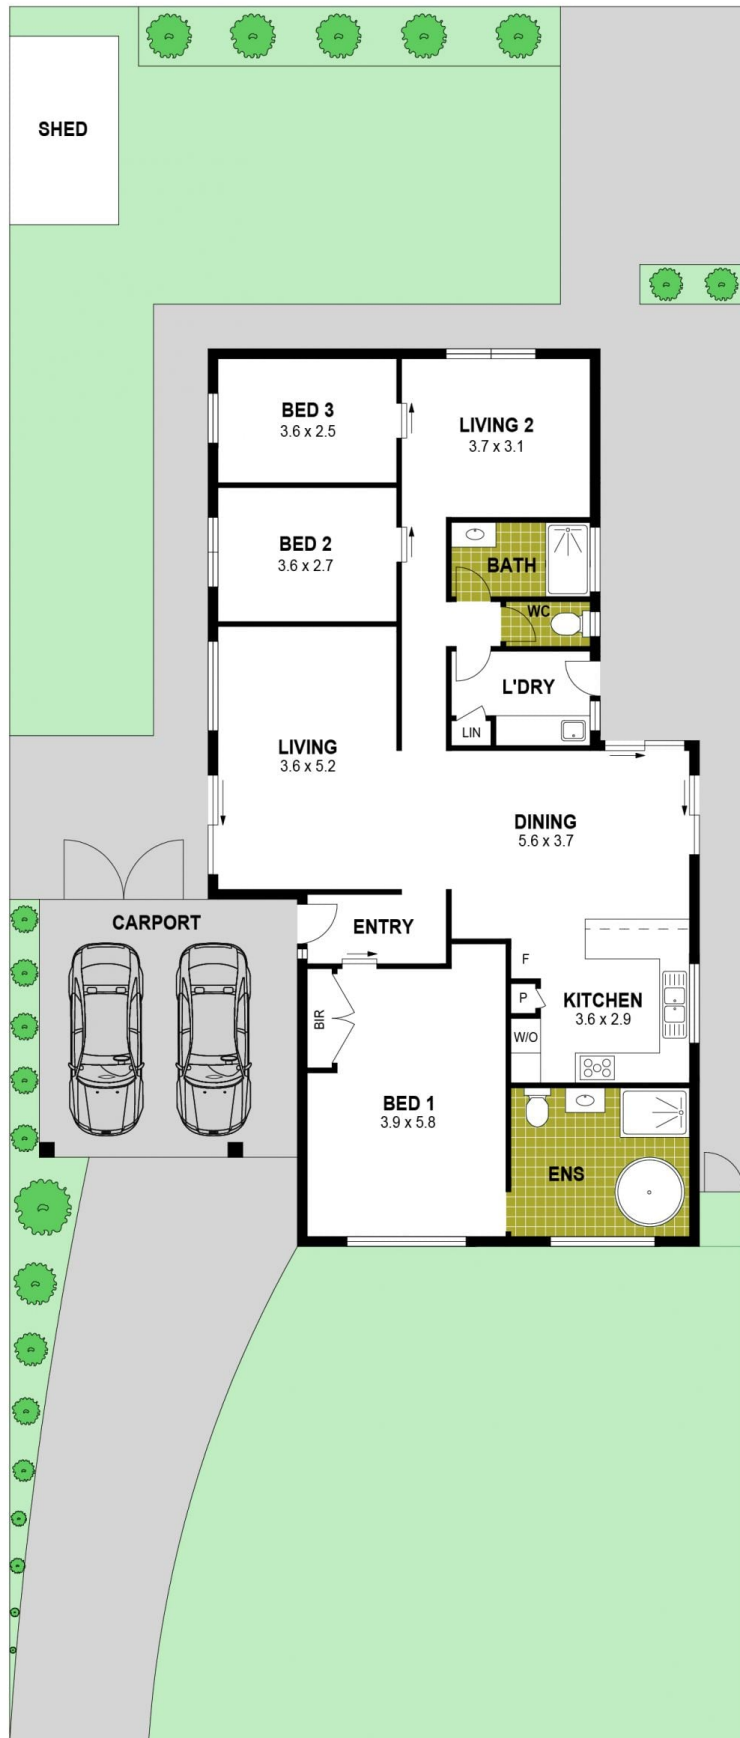 SHED
BED 3
3.6 x 2.5
LIVING 2
3.7 x 3.1
BED 2
3.6 x 2.7
BATH
WC
L'DRY
LIN
LIVING
3.6 x 5.2
DINING
5.6 x 3.7
CARPORT
ENTRY
F
P
KITCHEN
3.6 x 2.9
W/O
BIR
BED 1
3.9 x 5.8
ENS